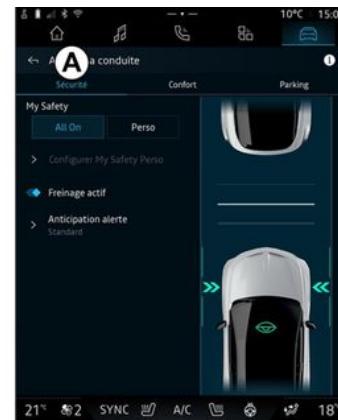 10°C 15:0
A a conduite
Sécurité Confort Parking
My Safety
All On Perso
Configurer My Safety Perso
Freinage actif
Anticipation alerte
Standard
21° 2 SYNC A/C 18°